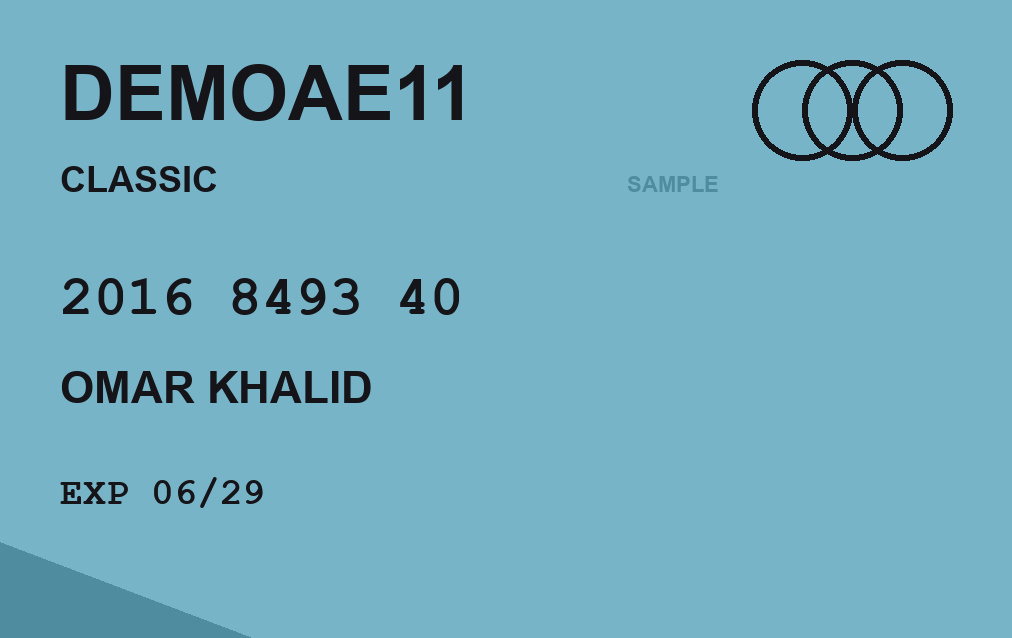 DEMOAE11
CLASSIC
SAMPLE
2016 8493 40
OMAR KHALID
EXP 06/29